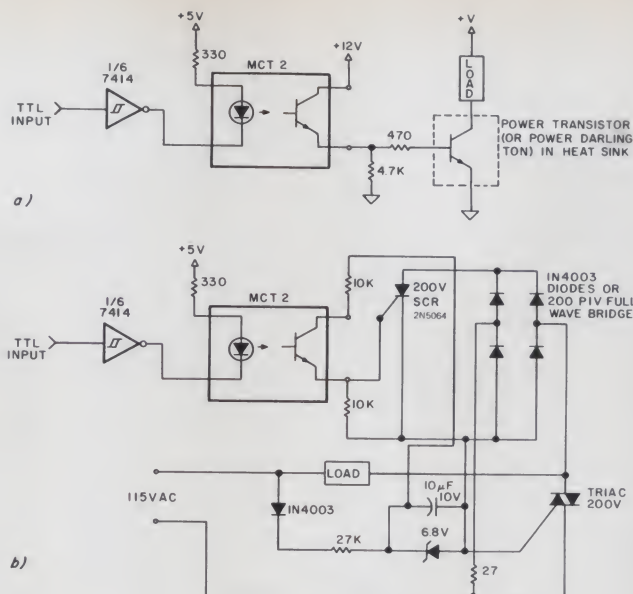 +5V
330
1/6
7414
MCT 2
+12V
+V
LOAD
TTL
INPUT
470
4.7K
POWER TRANSISTOR
(OR POWER DARLING
TON) IN HEAT SINK
a)
+5V
330
1/6
7414
MCT 2
10K
200V
SCR
2N5064
IN4003
DIODES OR
200 PIV FULL
WAVE BRIDGE
TTL
INPUT
10K
LOAD
115VAC
IN4003
10µF
10V
TRIAC
200V
27K
6.8V
27
b)